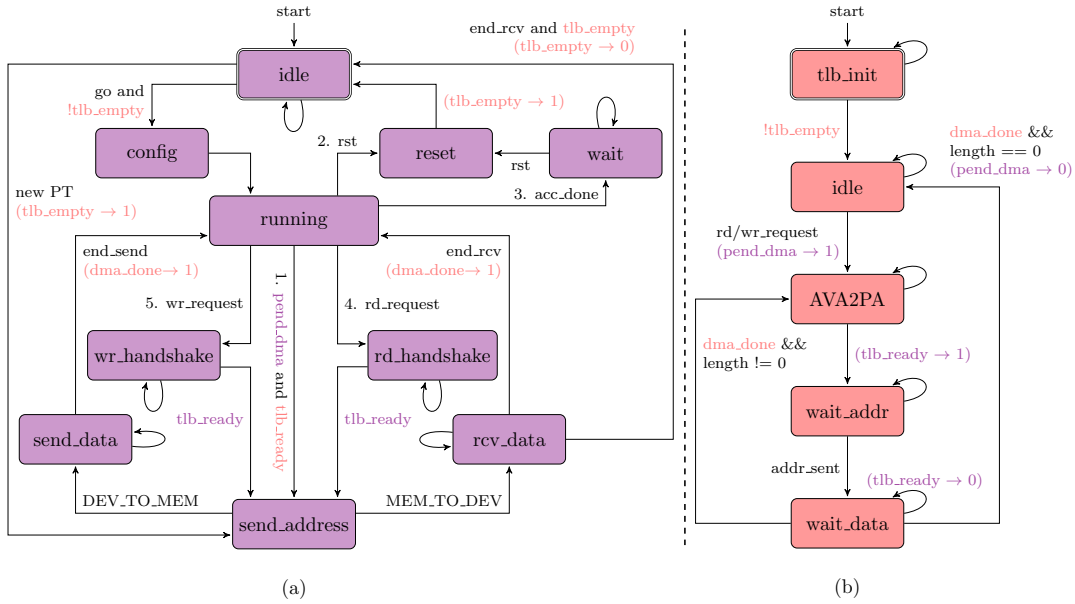 start
end_rcv and tlb_empty
(tlb_empty → 0)
idle
go and
!tlb_empty
(tlb_empty → 1)
config
2. rst
reset
rst
wait
new PT
(tlb_empty → 1)
running
3. acc_done
end_send
(dma_done→ 1)
end_rcv
(dma_done→ 1)
5. wr_request
1. pend_dma and tlb_ready
4. rd_request
wr_handshake
rd_handshake
tlb_ready
tlb_ready
send_data
rcv_data
DEV_TO_MEM
MEM_TO_DEV
send_address
(a)
start
tlb_init
!tlb_empty
dma_done &&
length == 0
(pend_dma → 0)
idle
rd/wr_request
(pend_dma → 1)
AVA2PA
dma_done &&
length != 0
(tlb_ready → 1)
wait_addr
addr_sent
(tlb_ready → 0)
wait_data
(b)